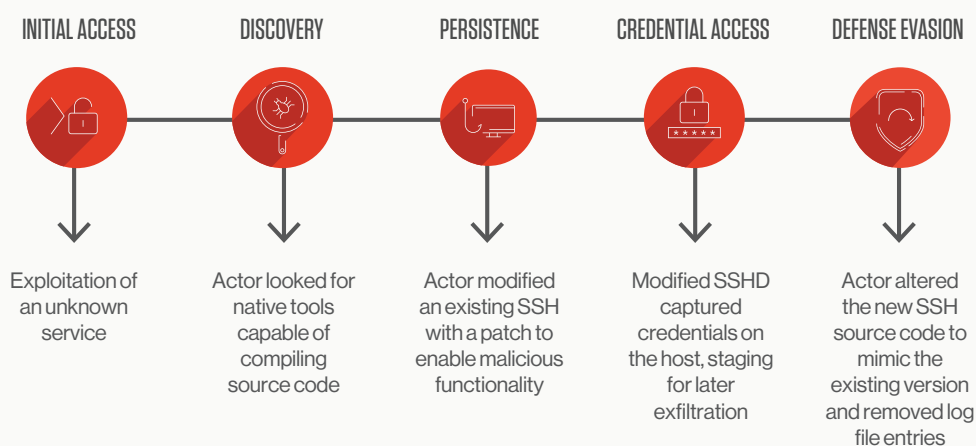 INITIAL ACCESS
DISCOVERY
PERSISTENCE
CREDENTIAL ACCESS
DEFENSE EVASION
*****
Exploitation of
an unknown
service
Actor looked for
native tools
capable of
compiling
source code
Actor modified
an existing SSH
with a patch to
enable malicious
functionality
Modified SSHD
captured
credentials on
the host, staging
for later
exfiltration
Actor altered
the new SSH
source code to
mimic the
existing version
and removed log
file entries